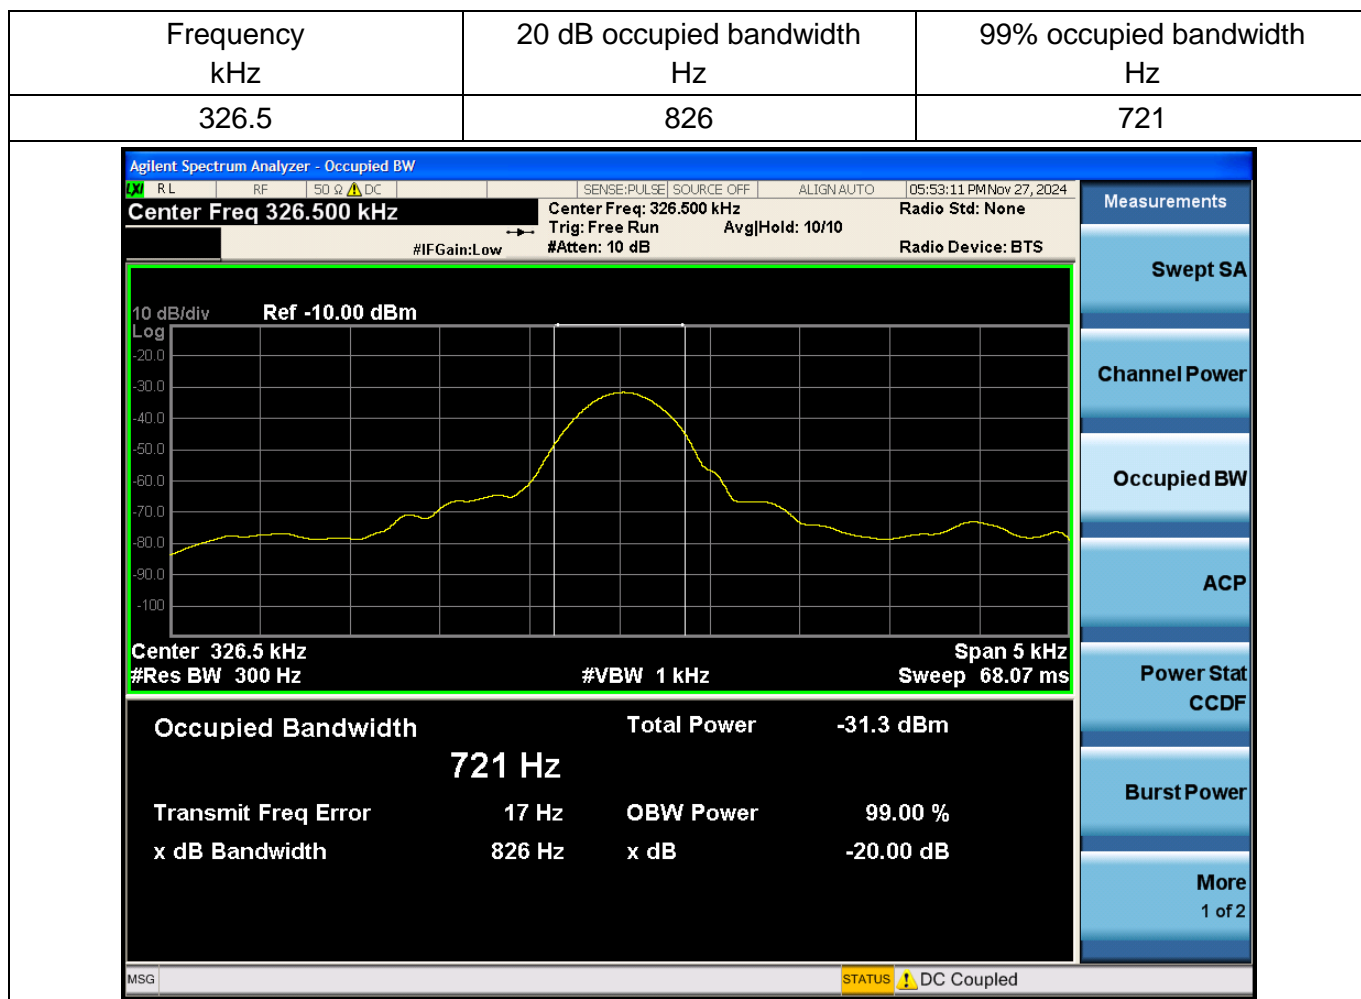 Frequency 20 dB occupied bandwidth 99% occupied bandwidth
kHz Hz Hz
326.5 826 721
Agilent Spectrum Analyzer - Occupied BW
LXI RL RF 50 Ω DC SENSE:PULSE SOURCE OFF ALIGN AUTO 05:53:11 PM Nov 27, 2024
Center Freq 326.500 kHz Center Freq: 326.500 kHz Radio Std: None
Trig: Free Run Avg|Hold: 10/10
#IFGain:Low #Atten: 10 dB Radio Device: BTS
Measurements
Swept SA
Channel Power
Occupied BW
ACP
Power Stat
CCDF
Burst Power
More
1 of 2
10 dB/div Ref -10.00 dBm
Log
-20.0
-30.0
-40.0
-50.0
-60.0
-70.0
-80.0
-90.0
-100
Center 326.5 kHz Span 5 kHz
#Res BW 300 Hz #VBW 1 kHz Sweep 68.07 ms
Occupied Bandwidth Total Power -31.3 dBm
721 Hz
Transmit Freq Error 17 Hz OBW Power 99.00 %
x dB Bandwidth 826 Hz x dB -20.00 dB
MSG STATUS DC Coupled